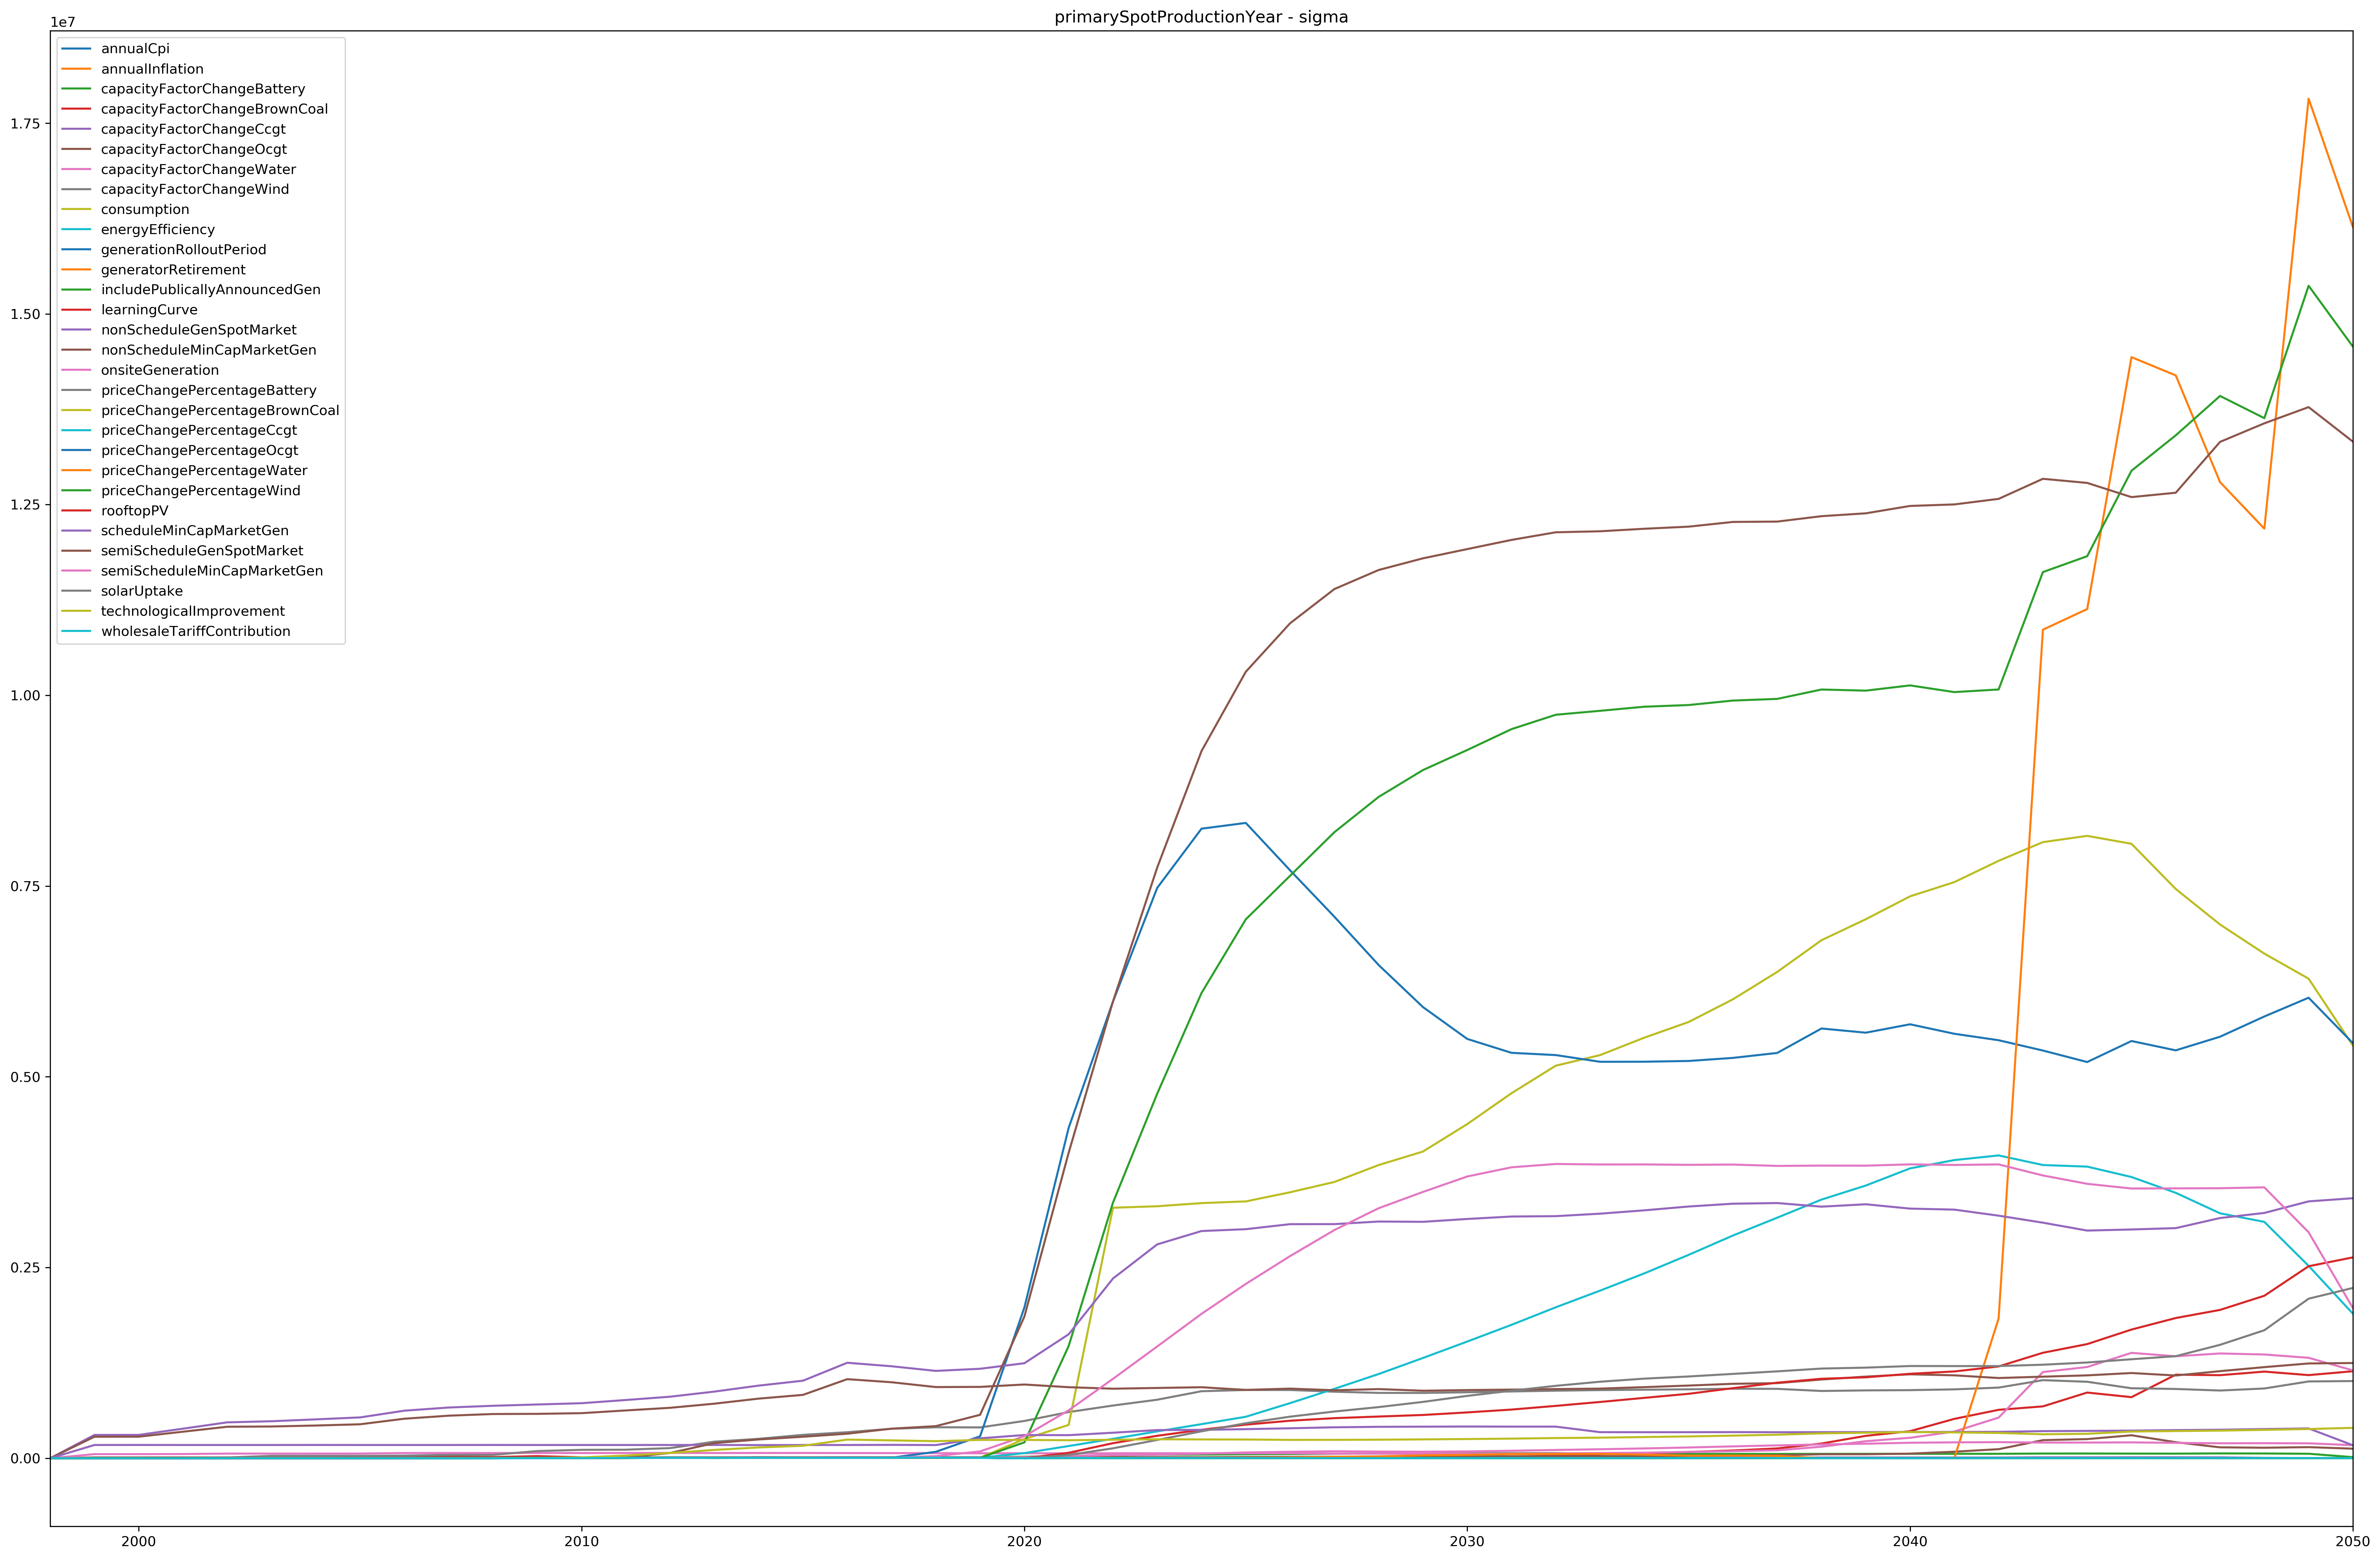 primarySpotProductionYear - sigma
1e7
annualCpi
annualInflation
capacityFactorChangeBattery
capacityFactorChangeBrownCoal
capacityFactorChangeCcgt
capacityFactorChangeOcgt
capacityFactorChangeWater
capacityFactorChangeWind
consumption
energyEfficiency
generationRolloutPeriod
generatorRetirement
includePublicallyAnnouncedGen
learningCurve
nonScheduleGenSpotMarket
nonScheduleMinCapMarketGen
onsiteGeneration
priceChangePercentageBattery
priceChangePercentageBrownCoal
priceChangePercentageCcgt
priceChangePercentageOcgt
priceChangePercentageWater
priceChangePercentageWind
rooftopPV
scheduleMinCapMarketGen
semiScheduleGenSpotMarket
semiScheduleMinCapMarketGen
solarUptake
technologicalImprovement
wholesaleTariffContribution
1.75
1.50
1.25
1.00
0.75
0.50
0.25
0.00
2000 2010 2020 2030 2040 2050